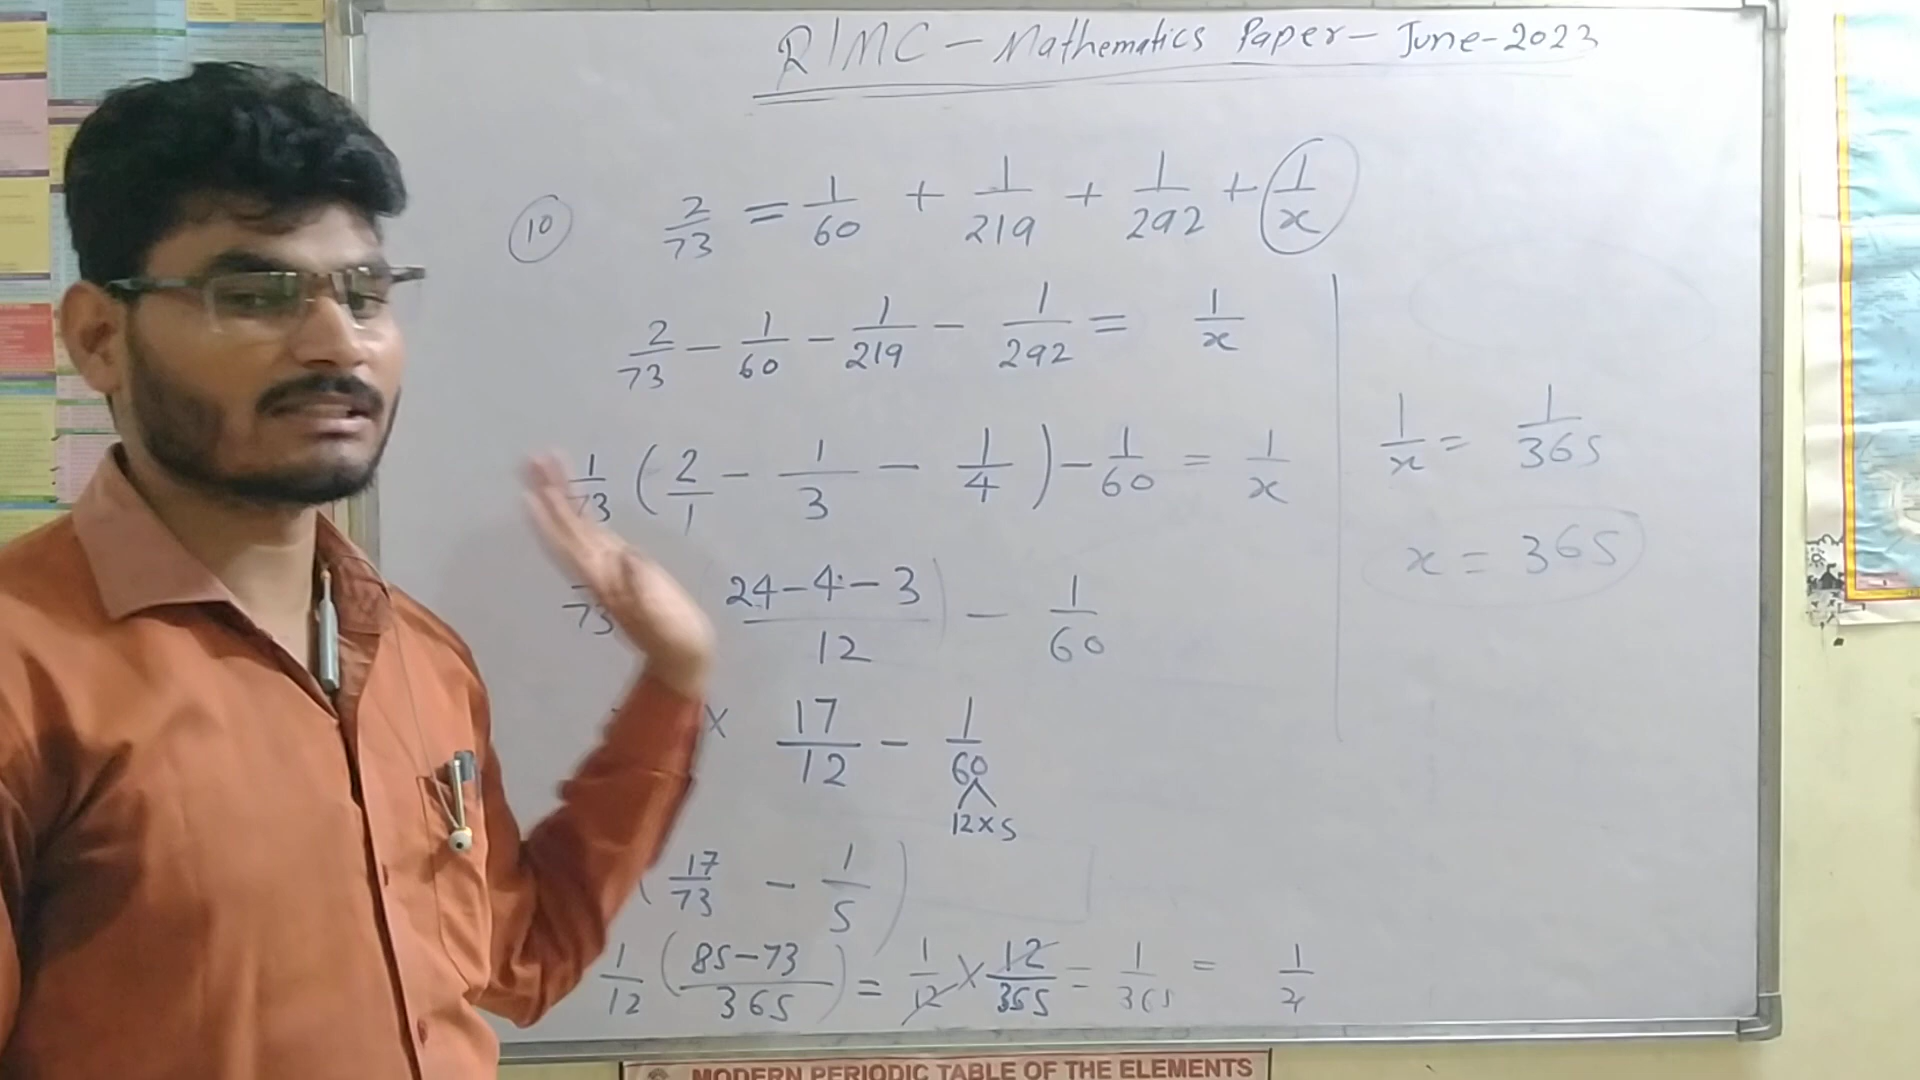 RIMC - Mathematics Paper - June-2023
10 2/73 = 1/60 + 1/219 + 1/292 + 1/x
2/73 - 1/60 - 1/219 - 1/292 = 1/x
1/73 (2/1 - 1/3 - 1/4) - 1/60 = 1/x
73 (24-4-3/12) - 1/60
x 17/12 - 1/60
12x5
(17/73 - 1/5)
1/12 (85-73/365) = 1/12 x 12/365 = 1/365 = 1/x
1/x = 1/365
x = 365
MODERN PERIODIC TABLE OF THE ELEMENTS